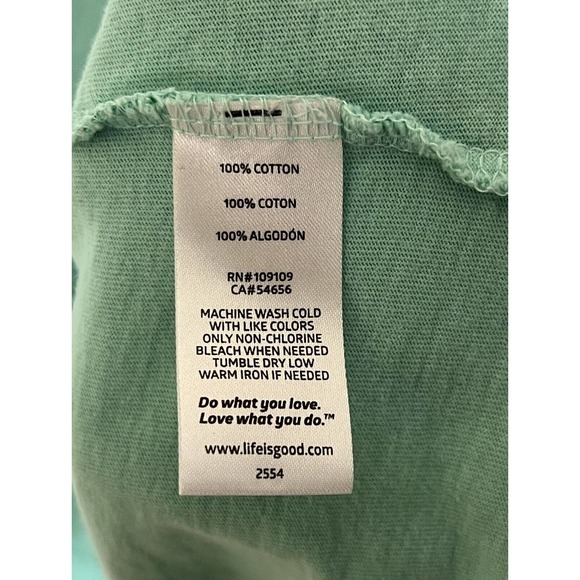 100% COTTON
100% COTON
100% ALGODÓN
RN#109109
CA#54656
MACHINE WASH COLD
WITH LIKE COLORS
ONLY NON-CHLORINE
BLEACH WHEN NEEDED
TUMBLE DRY LOW
WARM IRON IF NEEDED
Do what you love.
Love what you do.™
www.lifeisgood.com
2554